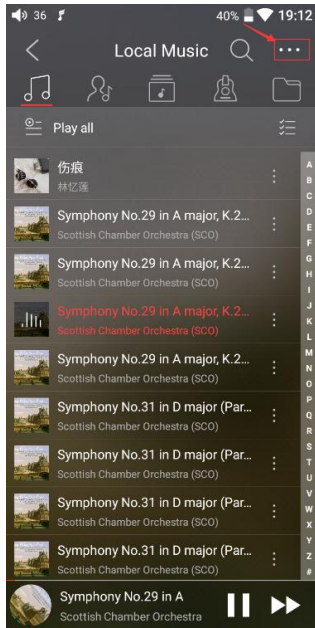 36
40%
19:12
Local Music
Play all
伤痕
林忆莲
Symphony No.29 in A major, K.2...
Scottish Chamber Orchestra (SCO)
Symphony No.29 in A major, K.2...
Scottish Chamber Orchestra (SCO)
Symphony No.29 in A major, K.2...
Scottish Chamber Orchestra (SCO)
Symphony No.29 in A major, K.2...
Scottish Chamber Orchestra (SCO)
Symphony No.31 in D major (Par...
Scottish Chamber Orchestra (SCO)
Symphony No.31 in D major (Par...
Scottish Chamber Orchestra (SCO)
Symphony No.31 in D major (Par...
Scottish Chamber Orchestra (SCO)
Symphony No.31 in D major (Par...
Scottish Chamber Orchestra (SCO)
A
B
C
D
E
F
G
H
I
J
K
L
M
N
O
P
Q
R
S
T
U
V
W
X
Y
Z
#
Symphony No.29 in A
Scottish Chamber Orchestra